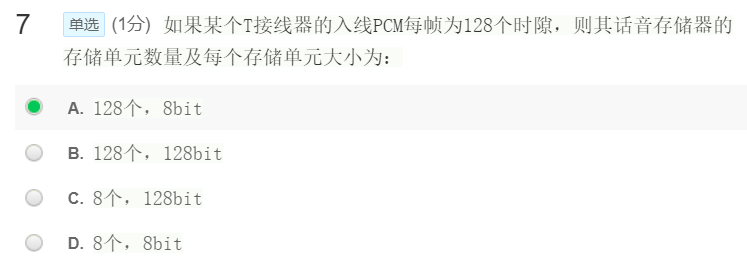 7 单选 (1分) 如果某个T接线器的入线PCM每帧为128个时隙，则其话音存储器的
存储单元数量及每个存储单元大小为：
A. 128个，8bit
B. 128个，128bit
C. 8个，128bit
D. 8个，8bit